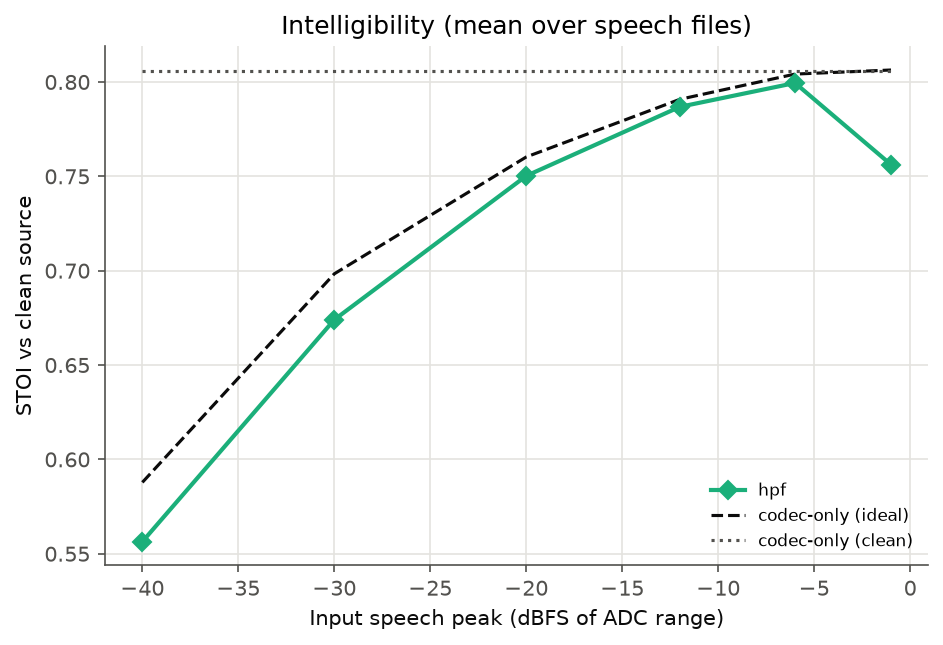 Intelligibility (mean over speech files)
STOI vs clean source
0.80
0.75
0.70
0.65
0.60
0.55
−40
−35
−30
−25
−20
−15
−10
−5
0
Input speech peak (dBFS of ADC range)
hpf
codec-only (ideal)
codec-only (clean)